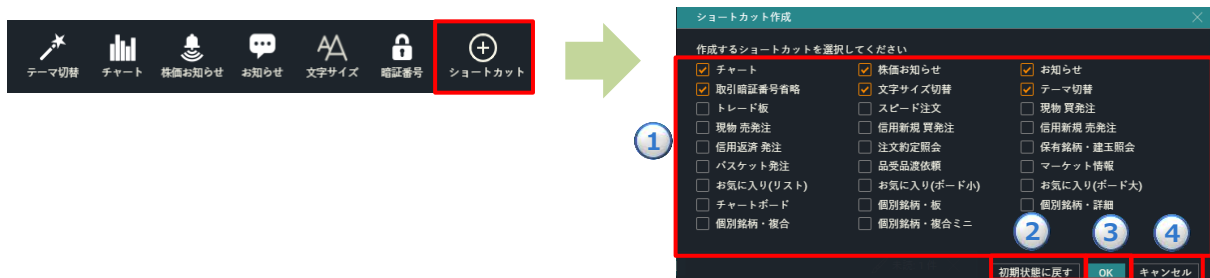 テーマ切替 チャート 株価お知らせ お知らせ 文字サイズ 暗証番号 ショートカット
ショートカット作成
作成するショートカットを選択してください
チャート 株価お知らせ お知らせ
取引暗証番号省略 文字サイズ切替 テーマ切替
トレード板 スピード注文 現物 買発注
現物 売発注 信用新規 買発注 信用新規 売発注
①
信用返済 発注 注文約定照会 保有銘柄・建玉照会
バスケット発注 品受品渡依頼 マーケット情報
お気に入り(リスト) お気に入り(ボード小) お気に入り(ボード大)
チャートボード 個別銘柄・板 個別銘柄・詳細
個別銘柄・複合 個別銘柄・複合ミニ
② ③ ④
初期状態に戻す OK キャンセル